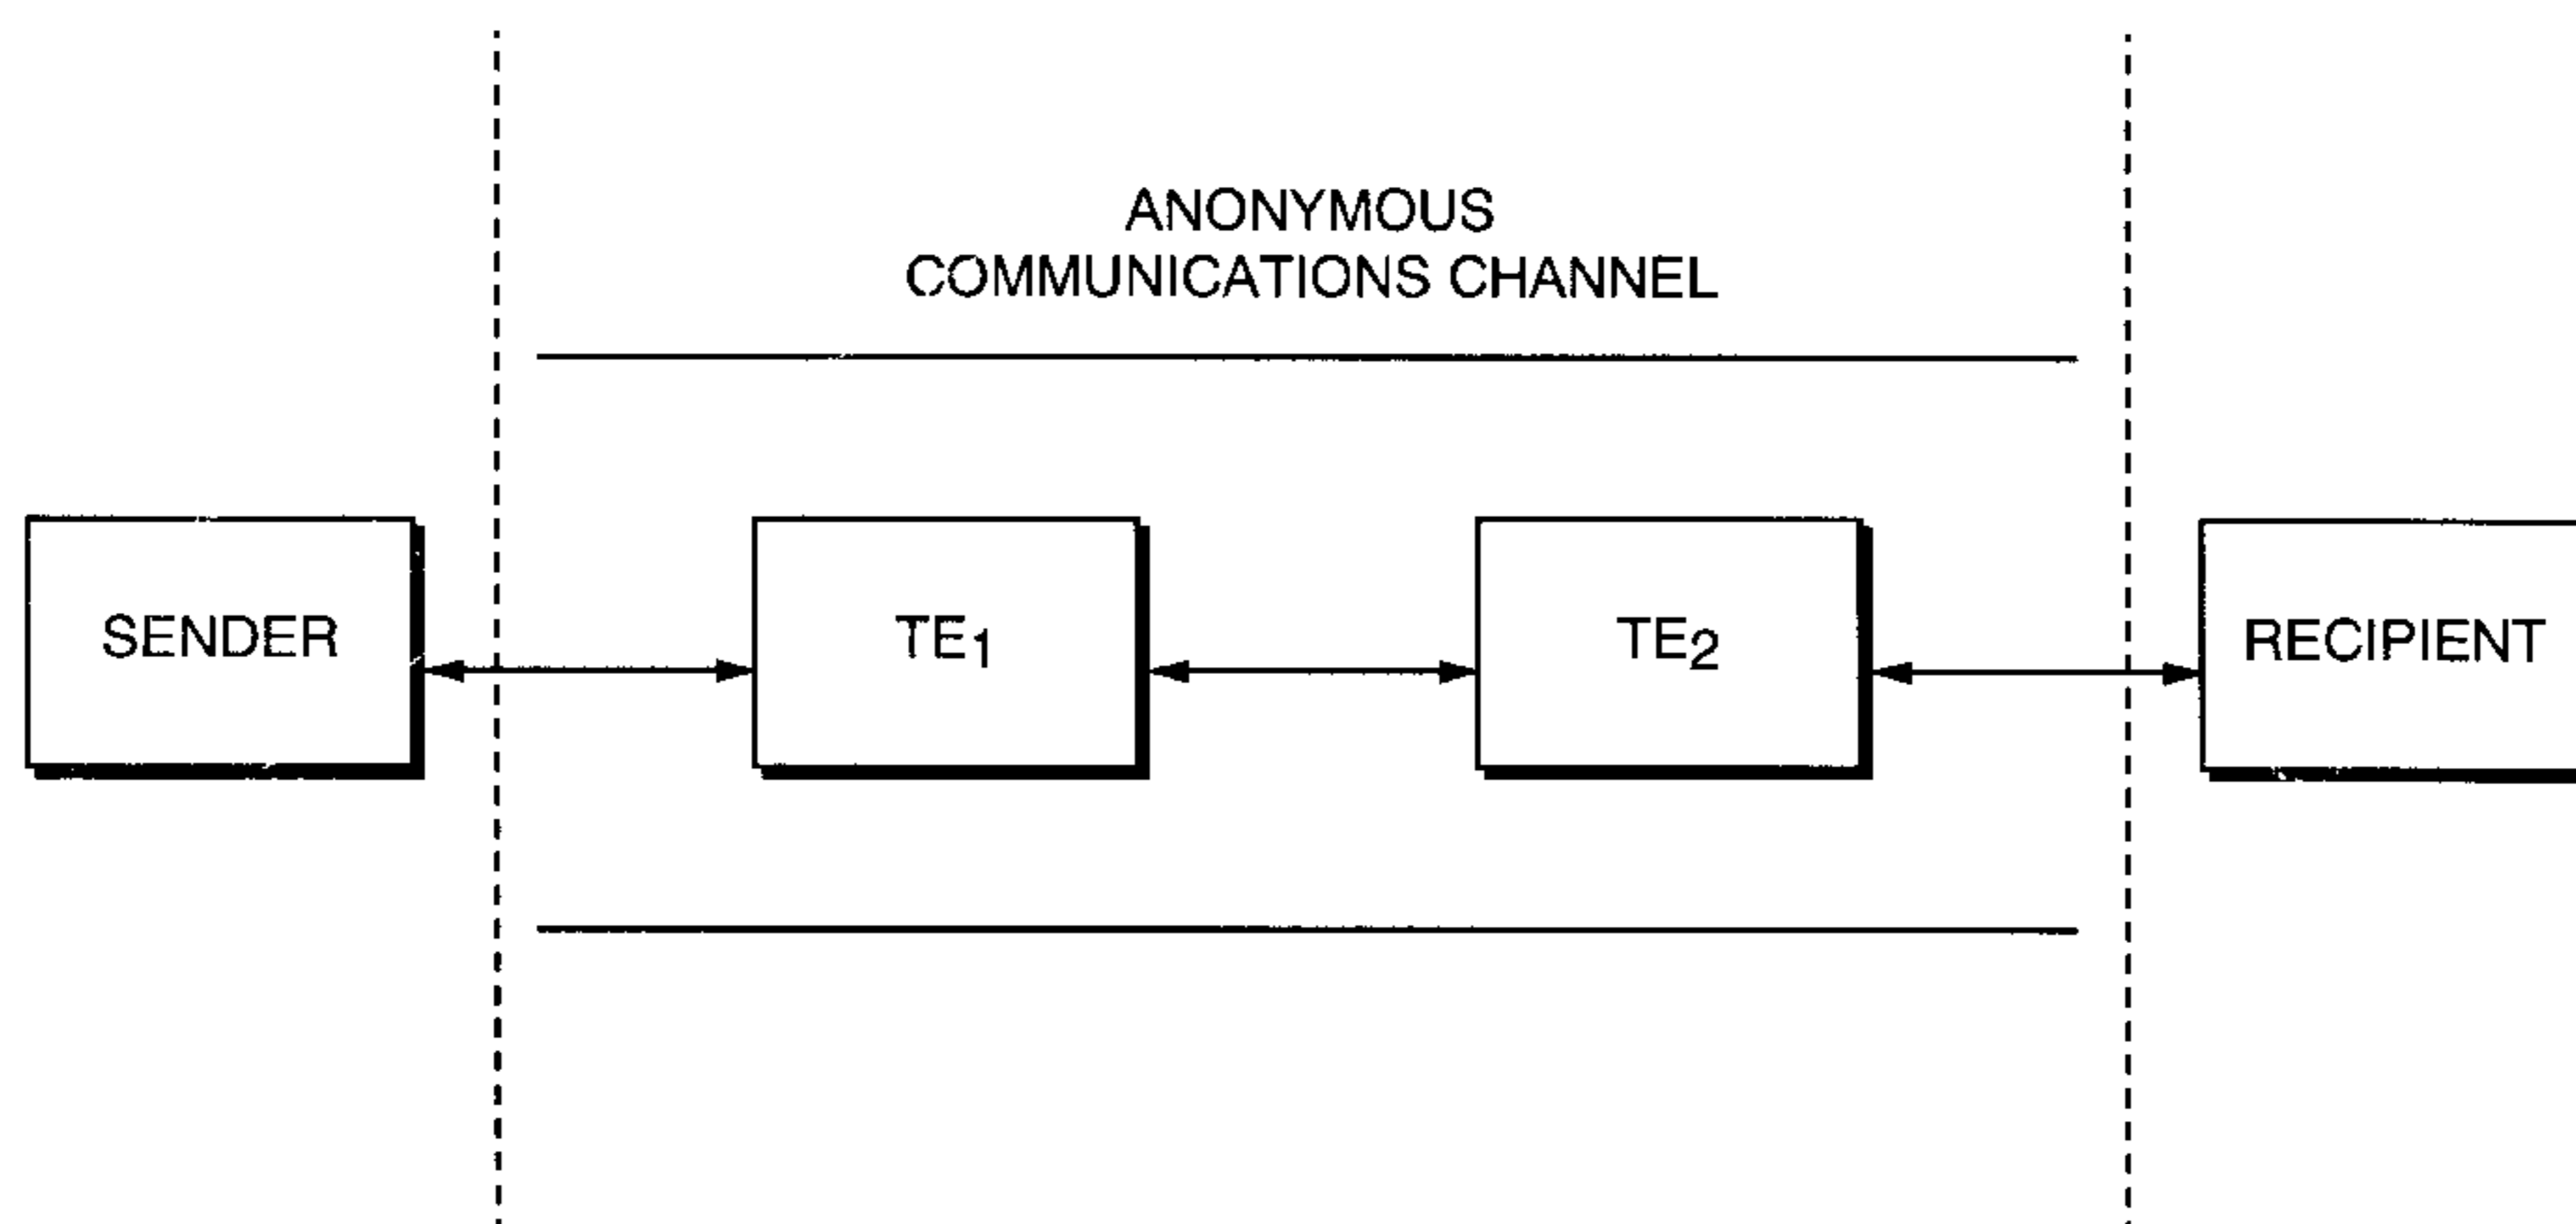 ANONYMOUS
COMMUNICATIONS CHANNEL
SENDER
TE1
TE2
RECIPIENT